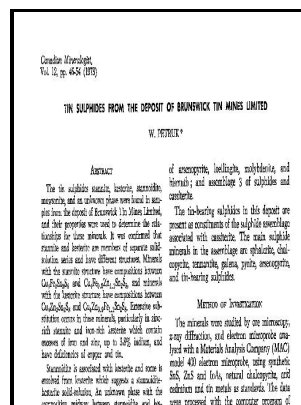 Canadian Mineralogist,
Vol. 12, pp. 46-54 (1973)
TIN SULPHIDES FROM THE DEPOSIT OF BRUNSWICK TIN MINES LIMITED
W. PETRUK*
ABSTRACT
The tin sulphides stannite, kesterite, stannoidite,
mawsonite, and an unknown phase were found in sam-
ples from the deposit of Brunswick Tin Mines Limited,
and their properties were used to determine the rela-
tionships for these minerals. It was confirmed that
stannite and kesterite are members of separate solid-
solution series and have different structures. Minerals
with the stannite structure have compositions between
and minerals
with the kesterite structure have compositions between
Extensive sub-
stitution occurs in these minerals, particularly in zinc-
rich stannite and iron-rich kesterite which contain
excesses of iron and zinc, up to indium, and
have deficiencies of copper and tin.
Stannoidite is associated with kesterite and some is
exsolved from kesterite which suggests a stannoidite-
kesterite solid-solution. An unknown phase with the
composition midway between stannoidite and
of arsenopyrite, loellingite, molybdenite, and
bismuth; and assemblage 3 of sulphides and
cassiterite.
The tin-bearing sulphides in this deposit are
present as constituents of the sulphide assemblage
associated with cassiterite. The main sulphide
minerals in the assemblage are sphalerite, chal-
copyrite, tennantite, galena, pyrite, arsenopyrite,
and tin-bearing sulphides.
METHOD OF INVESTIGATION
The minerals were studied by ore microscopy,
x-ray diffraction, and electron microprobe ana-
lysed with a Materials Analysis Company (MAC)
model 400 electron microprobe, using synthetic
SnS, ZnS and InAs, natural chalcopyrite, and
cadmium and tin metals as standards. The data
were processed with the computer program of